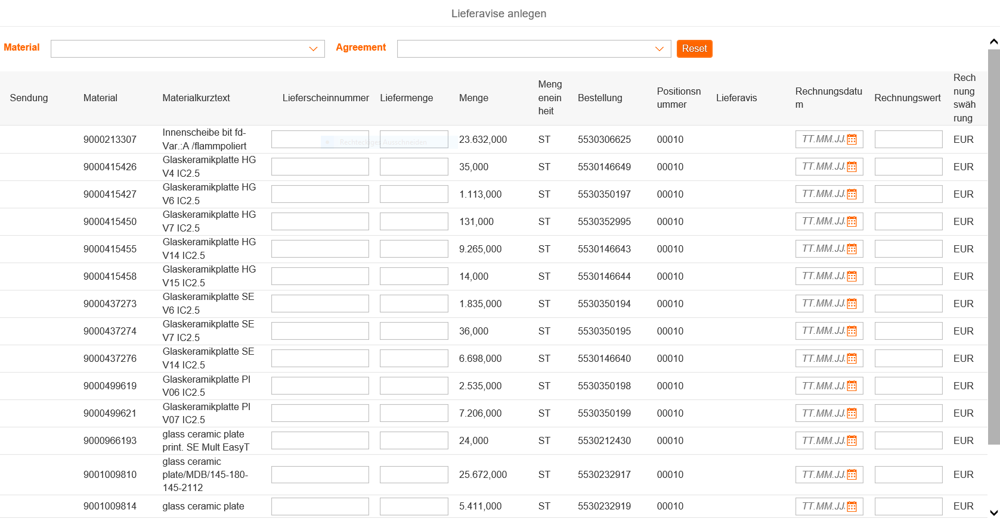 Lieferavise anlegen
Material Agreement Reset
Sendung Material Materialkurztext Lieferscheinnummer Liefermenge Menge Mengeneinheit Bestellung Positionsnummer Lieferavis Rechnungsdatum Rechnungswert Rechnungswährung
9000213307 Innenscheibe bit fd-Var.:A /flammpoliert Rechteckiges Ausschneiden 23.632,000 ST 5530306625 00010 TT.MM.JJ. EUR
9000415426 Glaskeramikplatte HG V4 IC2.5 35,000 ST 5530146649 00010 TT.MM.JJ. EUR
9000415427 Glaskeramikplatte HG V6 IC2.5 1.113,000 ST 5530350197 00010 TT.MM.JJ. EUR
9000415450 Glaskeramikplatte HG V7 IC2.5 131,000 ST 5530352995 00010 TT.MM.JJ. EUR
9000415455 Glaskeramikplatte HG V14 IC2.5 9.265,000 ST 5530146643 00010 TT.MM.JJ. EUR
9000415458 Glaskeramikplatte HG V15 IC2.5 14,000 ST 5530146644 00010 TT.MM.JJ. EUR
9000437273 Glaskeramikplatte SE V6 IC2.5 1.835,000 ST 5530350194 00010 TT.MM.JJ. EUR
9000437274 Glaskeramikplatte SE V7 IC2.5 36,000 ST 5530350195 00010 TT.MM.JJ. EUR
9000437276 Glaskeramikplatte SE V14 IC2.5 6.698,000 ST 5530146640 00010 TT.MM.JJ. EUR
9000499619 Glaskeramikplatte PI V06 IC2.5 2.535,000 ST 5530350198 00010 TT.MM.JJ. EUR
9000499621 Glaskeramikplatte PI V07 IC2.5 7.206,000 ST 5530350199 00010 TT.MM.JJ. EUR
9000966193 glass ceramic plate print. SE Mult EasyT 24,000 ST 5530212430 00010 TT.MM.JJ. EUR
9001009810 glass ceramic plate/MDB/145-180-145-2112 25.672,000 ST 5530232917 00010 TT.MM.JJ. EUR
9001009814 glass ceramic plate 5.411,000 ST 5530232919 00010 TT.MM.JJ. EUR